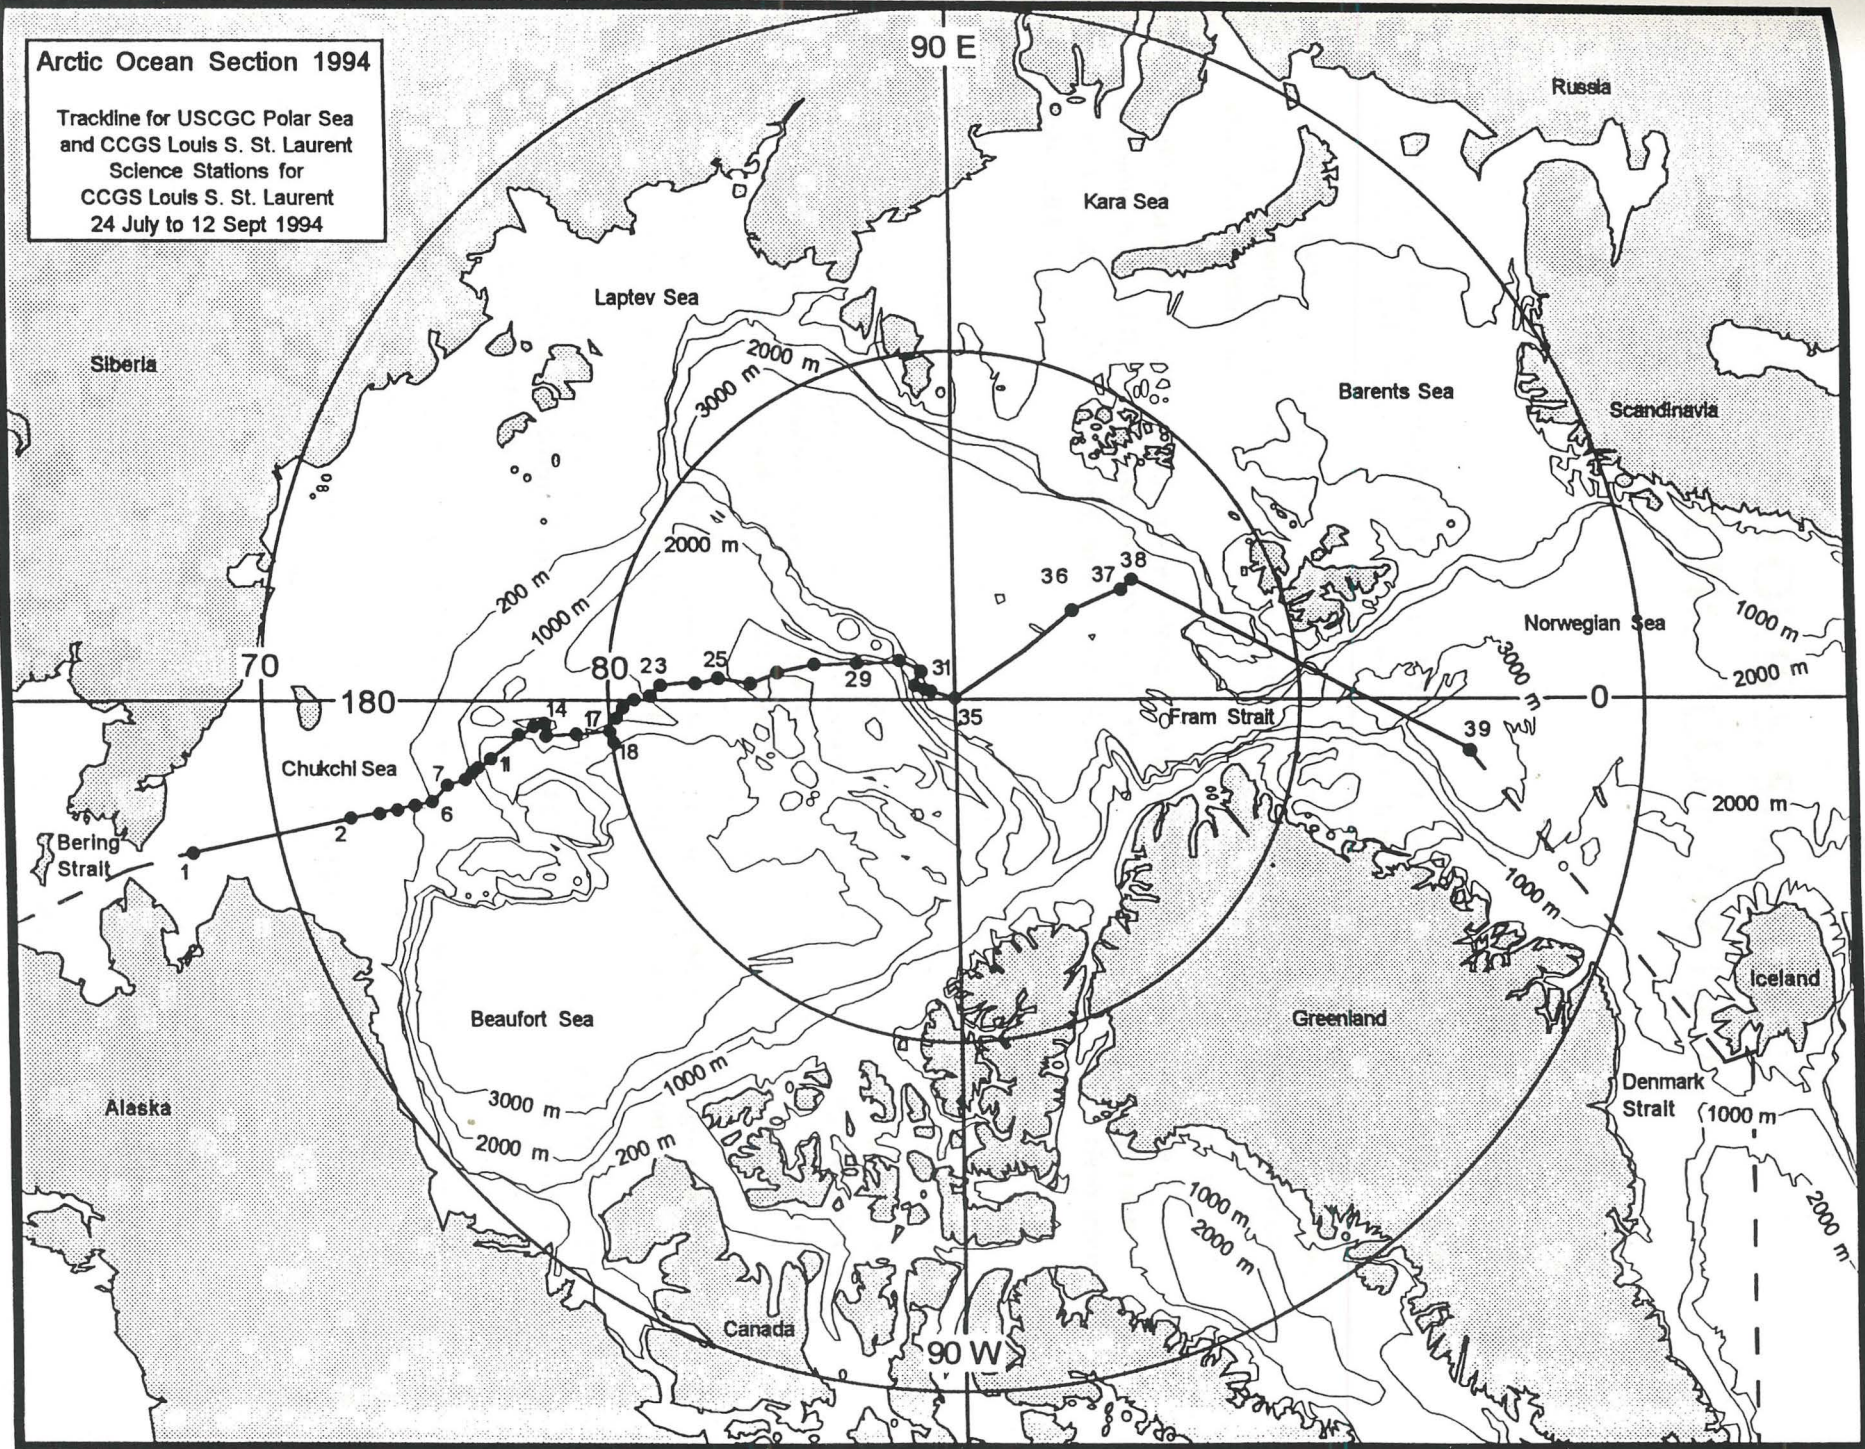 Arctic Ocean Section 1994
Trackline for USCGC Polar Sea
and CCGS Louis S. St. Laurent
Science Stations for
CCGS Louis S. St. Laurent
24 July to 12 Sept 1994
90 E
Russia
Kara Sea
Laptev Sea
Siberia
2000 m
3000 m
Barents Sea
Scandinavia
2000 m
200 m
1000 m
36
37
38
Norwegian Sea
1000 m
2000 m
3000 m
70
180
80
23
25
29
31
35
Fram Strait
0
39
14
17
18
11
7
6
2
1
Chukchi Sea
Bering
Strait
2000 m
1000 m
Iceland
Beaufort Sea
Greenland
Alaska
3000 m
2000 m
200 m
1000 m
Denmark
Strait
1000 m
2000 m
1000 m
2000 m
Canada
90 W